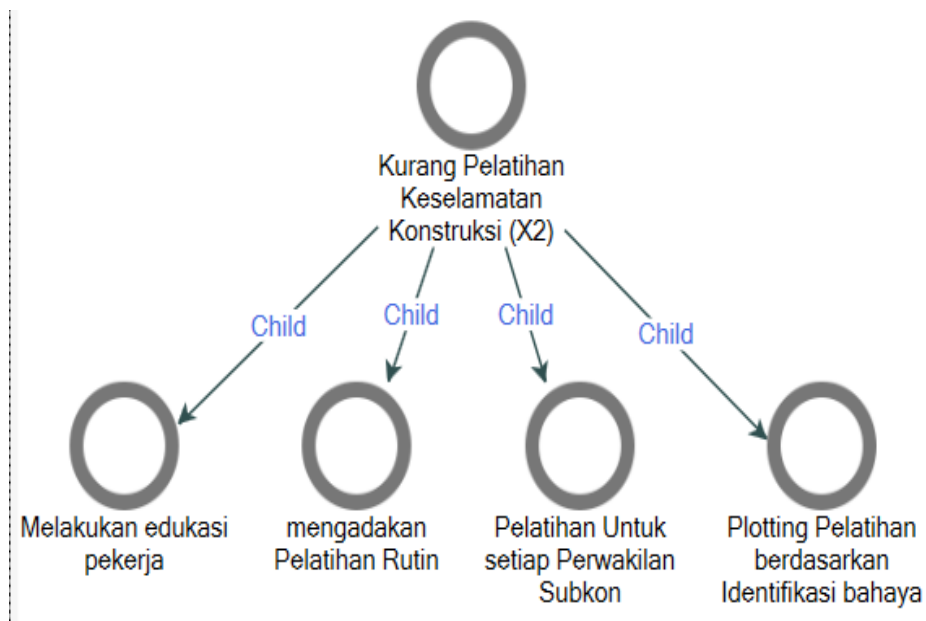 Kurang Pelatihan
Keselamatan
Konstruksi (X2)
Child
Child
Child
Child
Melakukan edukasi
pekerja
mengadakan
Pelatihan Rutin
Pelatihan Untuk
setiap Perwakilan
Subkon
Plotting Pelatihan
berdasarkan
Identifikasi bahaya